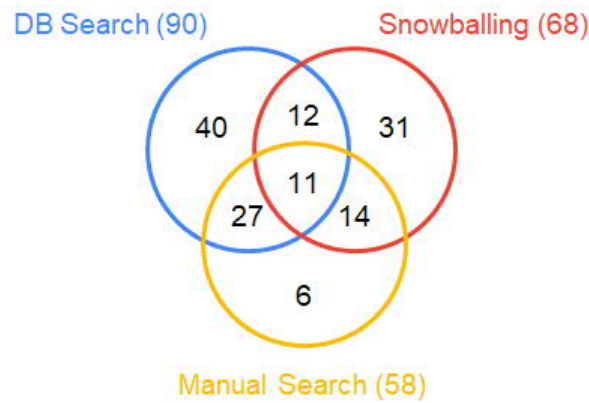 DB Search (90)
Snowballing (68)
40
12
31
11
27
14
6
Manual Search (58)